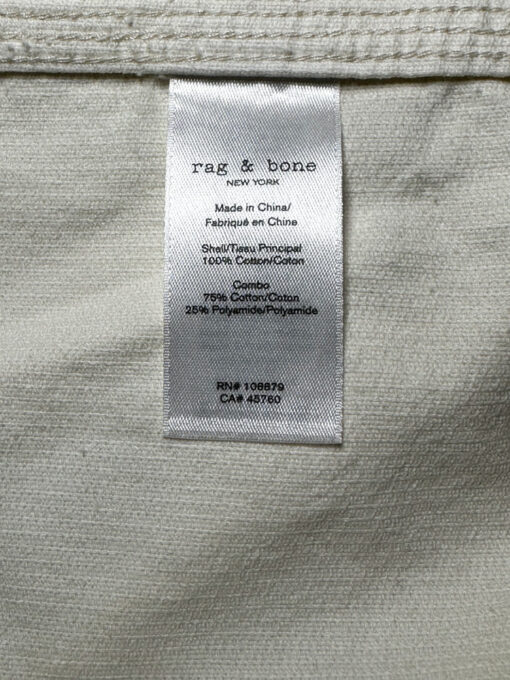 rag & bone
NEW YORK
Made in China/
Fabriqué en Chine
Shell/Tissu Principal
100% Cotton/Coton
Combo
75% Cotton/Coton
25% Polyamide/Polyamide
RN# 108879
CA# 45760